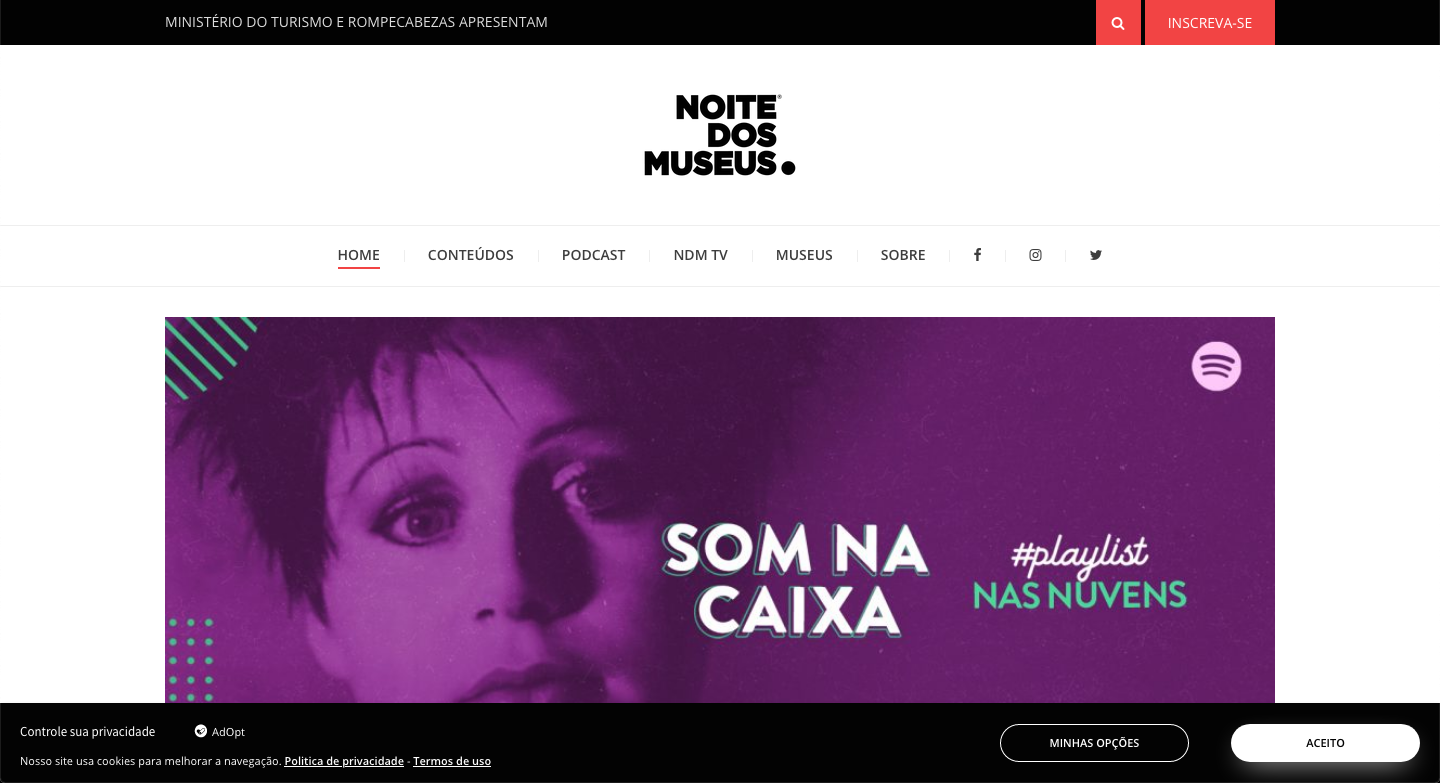 MINISTÉRIO DO TURISMO E ROMPECABEZAS APRESENTAM
INSCREVA-SE
NOITE®
DOS
MUSEUS.
HOME CONTEÚDOS PODCAST NDM TV MUSEUS SOBRE
SOM NA
CAIXA
#playlist
NAS NUVENS
Controle sua privacidade AdOpt
Nosso site usa cookies para melhorar a navegação. Politica de privacidade - Termos de uso
MINHAS OPÇÕES
ACEITO